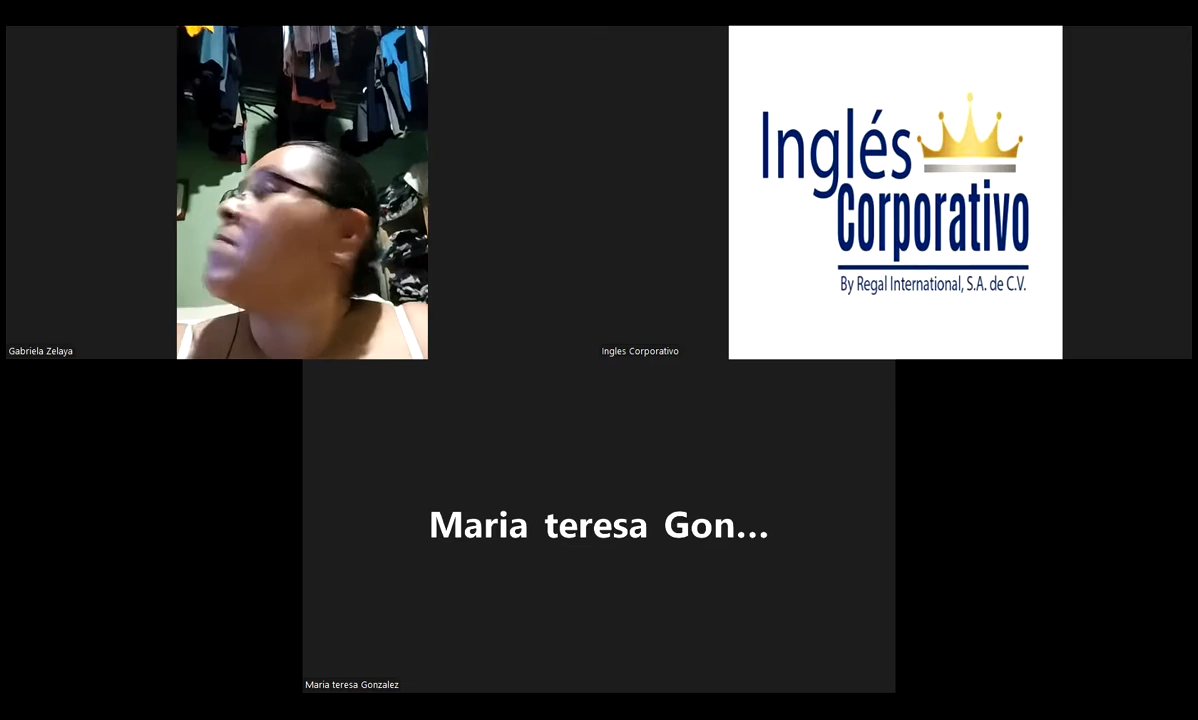 Inglés
Corporativo
By Regal International, S.A. de C.V.
Gabriela Zelaya
Ingles Corporativo
Maria teresa Gon...
Maria teresa Gonzalez